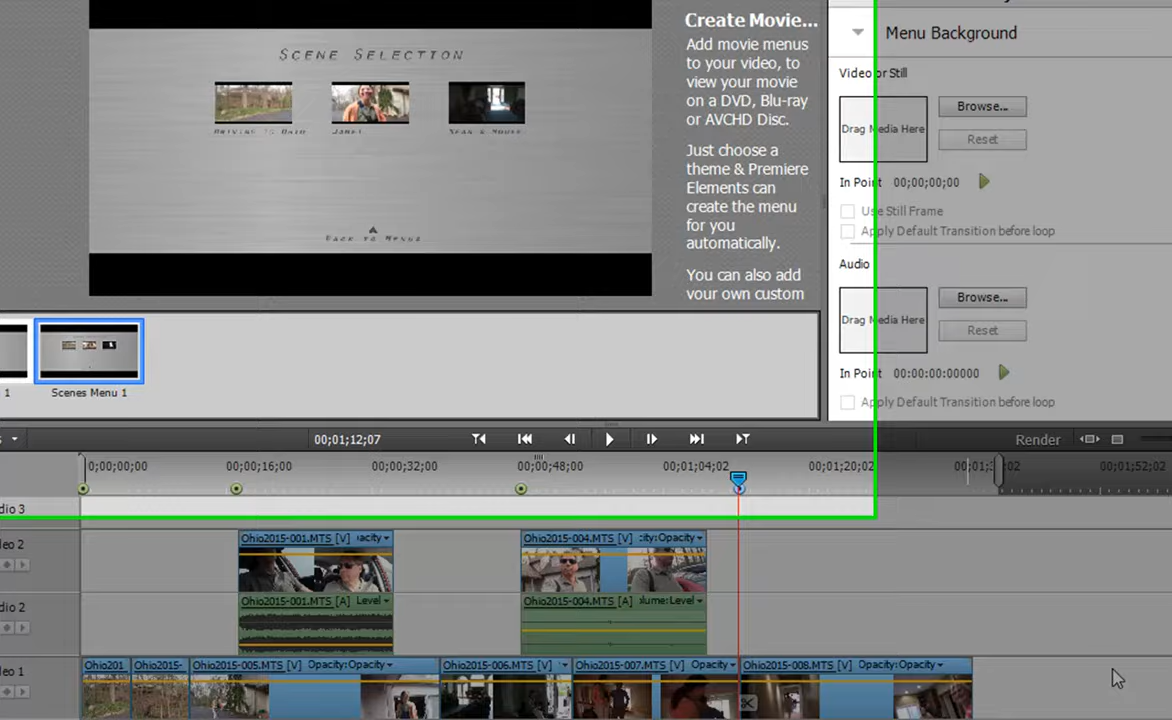 Create Movie...
Add movie menus
to your video, to
view your movie
on a DVD, Blu-ray
or AVCHD Disc.
Just choose a
theme & Premiere
Elements can
create the menu
for you
automatically.
You can also add
your own custom
SCENE SELECTION
DRIVING TO DAIR
JANET
BACK TO MENUS
Menu Background
Video or Still
Drag Media Here
Browse...
Reset
In Point 00;00;00;00
Use Still Frame
Apply Default Transition before loop
Audio
Drag Media Here
Browse...
Reset
In Point 00:00:00:00000
Apply Default Transition before loop
1
Scenes Menu 1
00;01;12;07
Render
00;00;00;00
00;00;16;00
00;00;32;00
00;00;48;00
00;01;04;02
00;01;20;02
00;01;52;02
dio 3
eo 2
Ohio2015-001.MTS [V] acity
Ohio2015-004.MTS [V] :ity:Opacity
dio 2
Ohio2015-001.MTS [A] Level
Ohio2015-004.MTS [A] lume:Level
eo 1
Ohio201
Ohio2015-
Ohio2015-005.MTS [V] Opacity:Opacity
Ohio2015-006.MTS [V]
Ohio2015-007.MTS [V] Opacity
Ohio2015-008.MTS [V] Opacity:Opacity